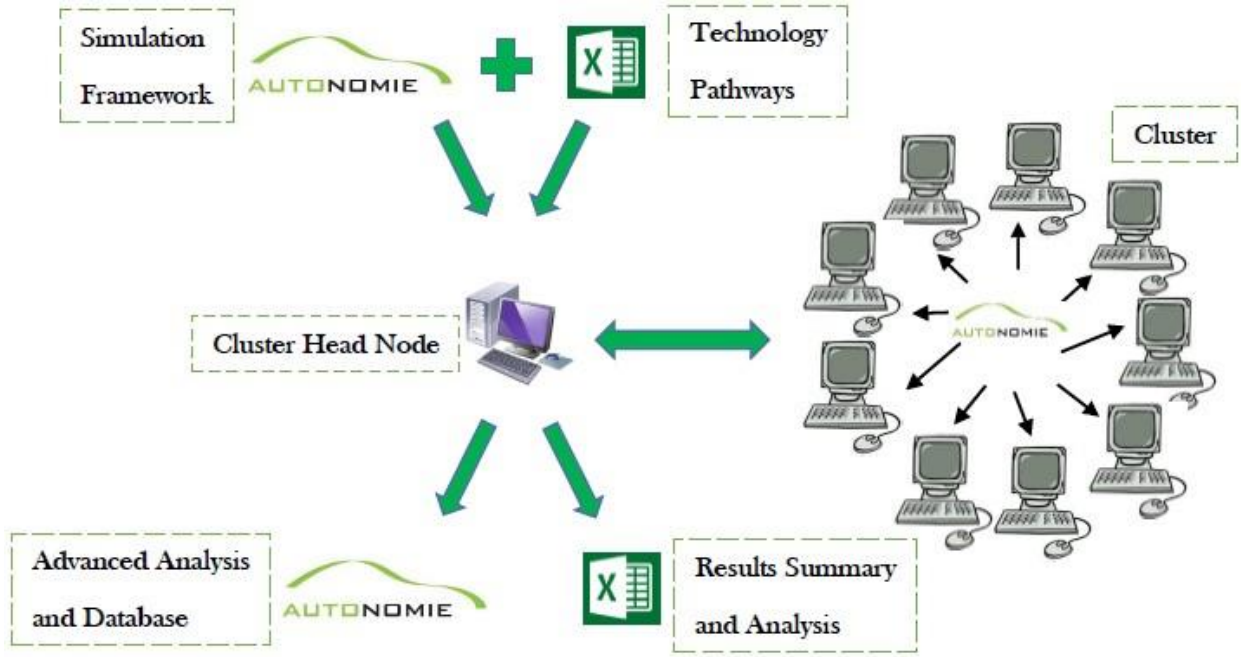 Simulation
Framework
AUTONOMIE
X
Technology
Pathways
Cluster
Cluster Head Node
AUTONOMIE
Advanced Analysis
and Database
AUTONOMIE
X
Results Summary
and Analysis